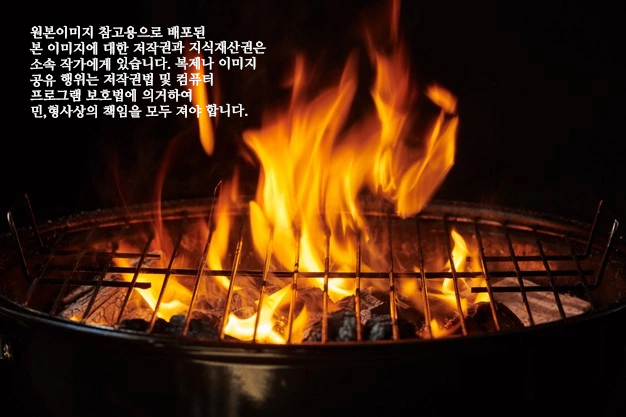 원본이미지 참고용으로 배포된
본 이미지에 대한 저작권과 지식재산권은
소속 작가에게 있습니다. 복제나 이미지
공유 행위는 저작권법 및 컴퓨터
프로그램 보호법에 의거하여
민,형사상의 책임을 모두 져야 합니다.